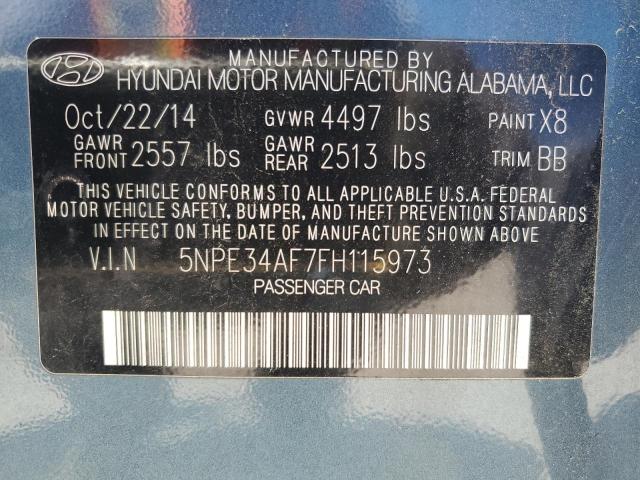 MANUFACTURED BY
HYUNDAI MOTOR MANUFACTURING ALABAMA, LLC
Oct/22/14 GVWR 4497 lbs PAINT X8
GAWR FRONT 2557 lbs GAWR REAR 2513 lbs TRIM BB
THIS VEHICLE CONFORMS TO ALL APPLICABLE U.S.A. FEDERAL
MOTOR VEHICLE SAFETY, BUMPER, AND THEFT PREVENTION STANDARDS
IN EFFECT ON THE DATE OF MANUFACTURE SHOWN ABOVE.
V.I.N 5NPE34AF7FH115973
PASSENGER CAR